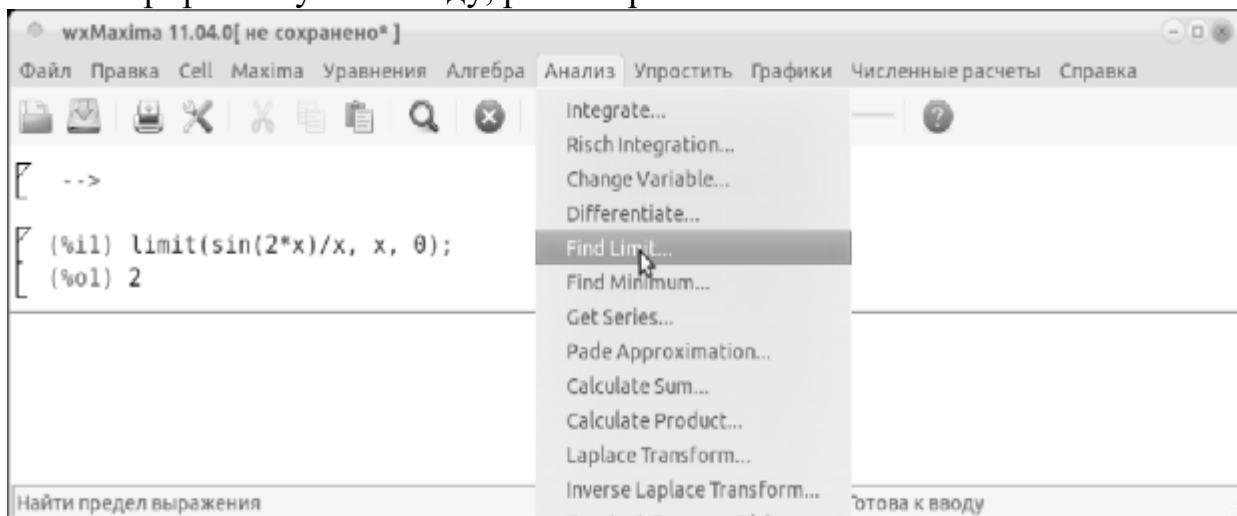 wxMaxima 11.04.0[ не сохранено* ]
Файл Правка Cell Maxima Уравнения Алгебра Анализ Упростить Графики Численные расчеты Справка
Integrate...
Risch Integration...
Change Variable...
Differentiate...
Find Limit...
Find Minimum...
Get Series...
Pade Approximation...
Calculate Sum...
Calculate Product...
Laplace Transform...
Inverse Laplace Transform...
-->
(%i1) limit(sin(2*x)/x, x, 0);
(%o1) 2
Найти предел выражения
отова к вводу